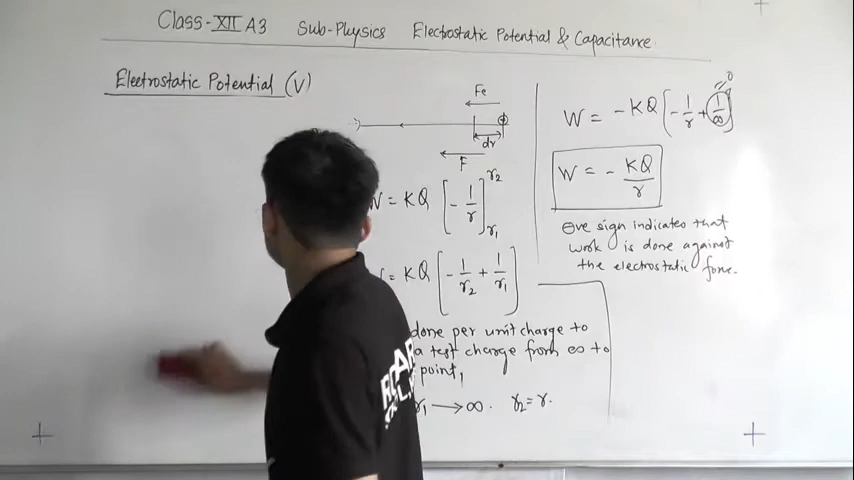 Class-XII A3 Sub-Physics Electrostatic Potential & Capacitance.
Electrostatic Potential (V)
Fe
dr
F
W = KQ [-1/r] r2 r1
= KQ [-1/r2 + 1/r1]
done per unit charge to
a test charge from ∞ to
point,
r1 → ∞. r2 = r.
W = -KQ [-1/r + 1/∞] 0
W = - KQ/r
⊖ve sign indicates that
work is done against
the electrostatic force.